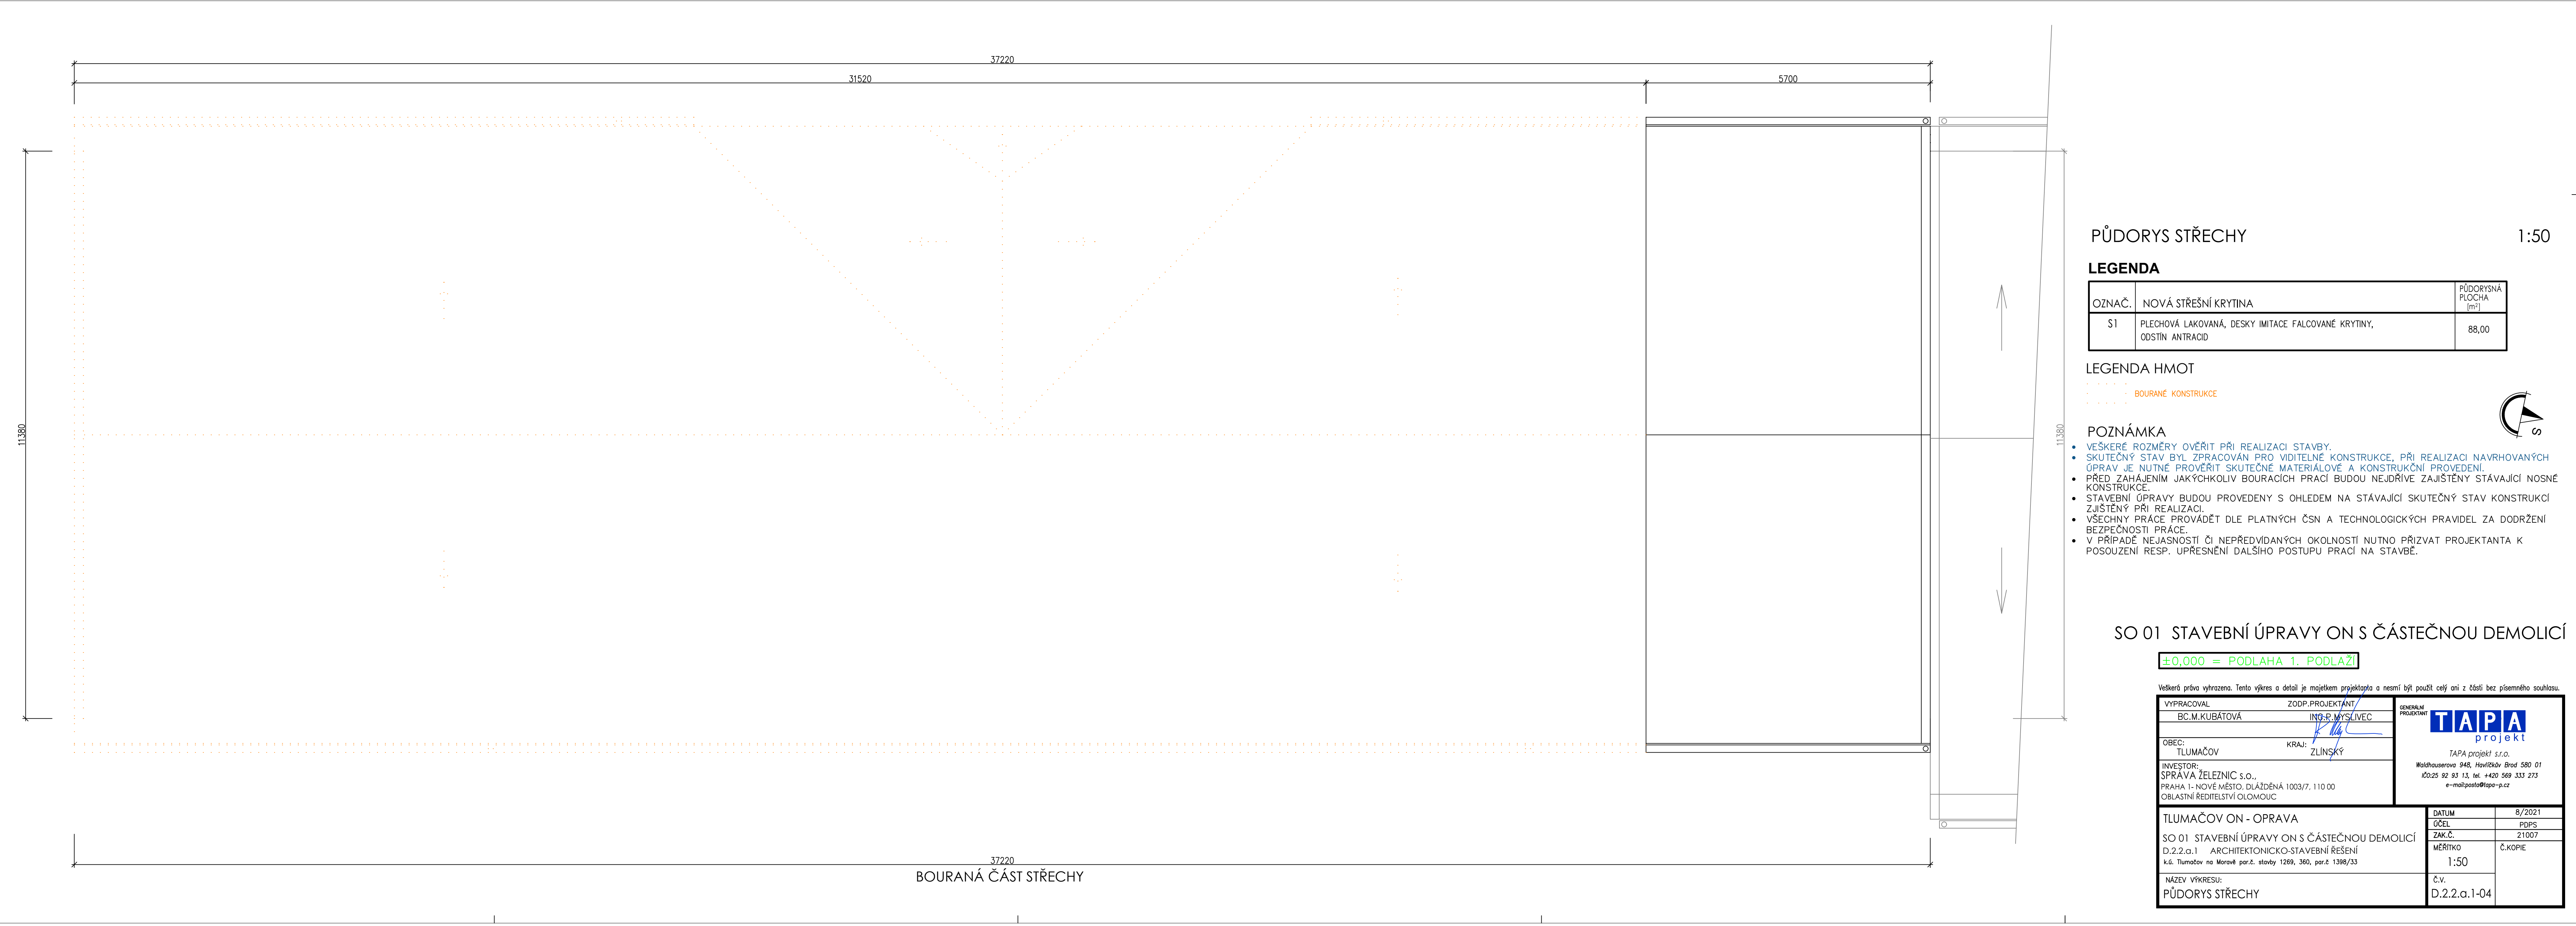 37220
31520
5700
11380
11380
37220
BOURANÁ ČÁST STŘECHY
PŮDORYS STŘECHY 1:50
LEGENDA
OZNAČ. NOVÁ STŘEŠNÍ KRYTINA PŮDORYSNÁ
PLOCHA
[m²]
S1 PLECHOVÁ LAKOVANÁ, DESKY IMITACE FALCOVANÉ KRYTINY,
ODSTÍN ANTRACID
88,00
LEGENDA HMOT
BOURANÉ KONSTRUKCE
S
POZNÁMKA
• VEŠKERÉ ROZMĚRY OVĚŘIT PŘI REALIZACI STAVBY.
• SKUTEČNÝ STAV BYL ZPRACOVÁN PRO VIDITELNÉ KONSTRUKCE, PŘI REALIZACI NAVRHOVANÝCH
ÚPRAV JE NUTNÉ PROVĚŘIT SKUTEČNÉ MATERIÁLOVÉ A KONSTRUKČNÍ PROVEDENÍ.
• PŘED ZAHÁJENÍM JAKÝCHKOLIV BOURACÍCH PRACÍ BUDOU NEJDŘÍVE ZAJIŠTĚNY STÁVAJÍCÍ NOSNÉ
KONSTRUKCE.
• STAVEBNÍ ÚPRAVY BUDOU PROVEDENY S OHLEDEM NA STÁVAJÍCÍ SKUTEČNÝ STAV KONSTRUKCÍ
ZJIŠTĚNÝ PŘI REALIZACI.
• VŠECHNY PRÁCE PROVÁDĚT DLE PLATNÝCH ČSN A TECHNOLOGICKÝCH PRAVIDEL ZA DODRŽENÍ
BEZPEČNOSTI PRÁCE.
• V PŘÍPADĚ NEJASNOSTÍ ČI NEPŘEDVÍDANÝCH OKOLNOSTÍ NUTNO PŘIZVAT PROJEKTANTA K
POSOUZENÍ RESP. UPŘESNĚNÍ DALŠÍHO POSTUPU PRACÍ NA STAVBĚ.
SO 01 STAVEBNÍ ÚPRAVY ON S ČÁSTEČNOU DEMOLICÍ
±0,000 = PODLAHA 1. PODLAŽÍ
Veškerá práva vyhrazena. Tento výkres a detail je majetkem projektanta a nesmí být použit celý ani z části bez písemného souhlasu.
VYPRACOVAL ZODP.PROJEKTANT
BC.M.KUBÁTOVÁ ING.P.MYSLIVEC
OBEC: KRAJ:
TLUMAČOV ZLÍNSKÝ
INVESTOR:
SPRÁVA ŽELEZNIC s.o.,
PRAHA 1- NOVÉ MĚSTO, DLÁŽDĚNÁ 1003/7, 110 00
OBLASTNÍ ŘEDITELSTVÍ OLOMOUC
GENERÁLNÍ
PROJEKTANT
TAPA
projekt
TAPA projekt s.r.o.
Waldhauserova 948, Havlíčkův Brod 580 01
IČO:25 92 93 13, tel. +420 569 333 273
e-mail:posta@tapa-p.cz
TLUMAČOV ON - OPRAVA
SO 01 STAVEBNÍ ÚPRAVY ON S ČÁSTEČNOU DEMOLICÍ
D.2.2.a.1 ARCHITEKTONICKO-STAVEBNÍ ŘEŠENÍ
k.ú. Tlumačov na Moravě par.č. stavby 1269, 360, par.č 1398/33
NÁZEV VÝKRESU:
PŮDORYS STŘECHY
DATUM 8/2021
ÚČEL PDPS
ZAK.Č. 21007
MĚŘÍTKO Č.KOPIE
1:50
Č.V.
D.2.2.a.1-04